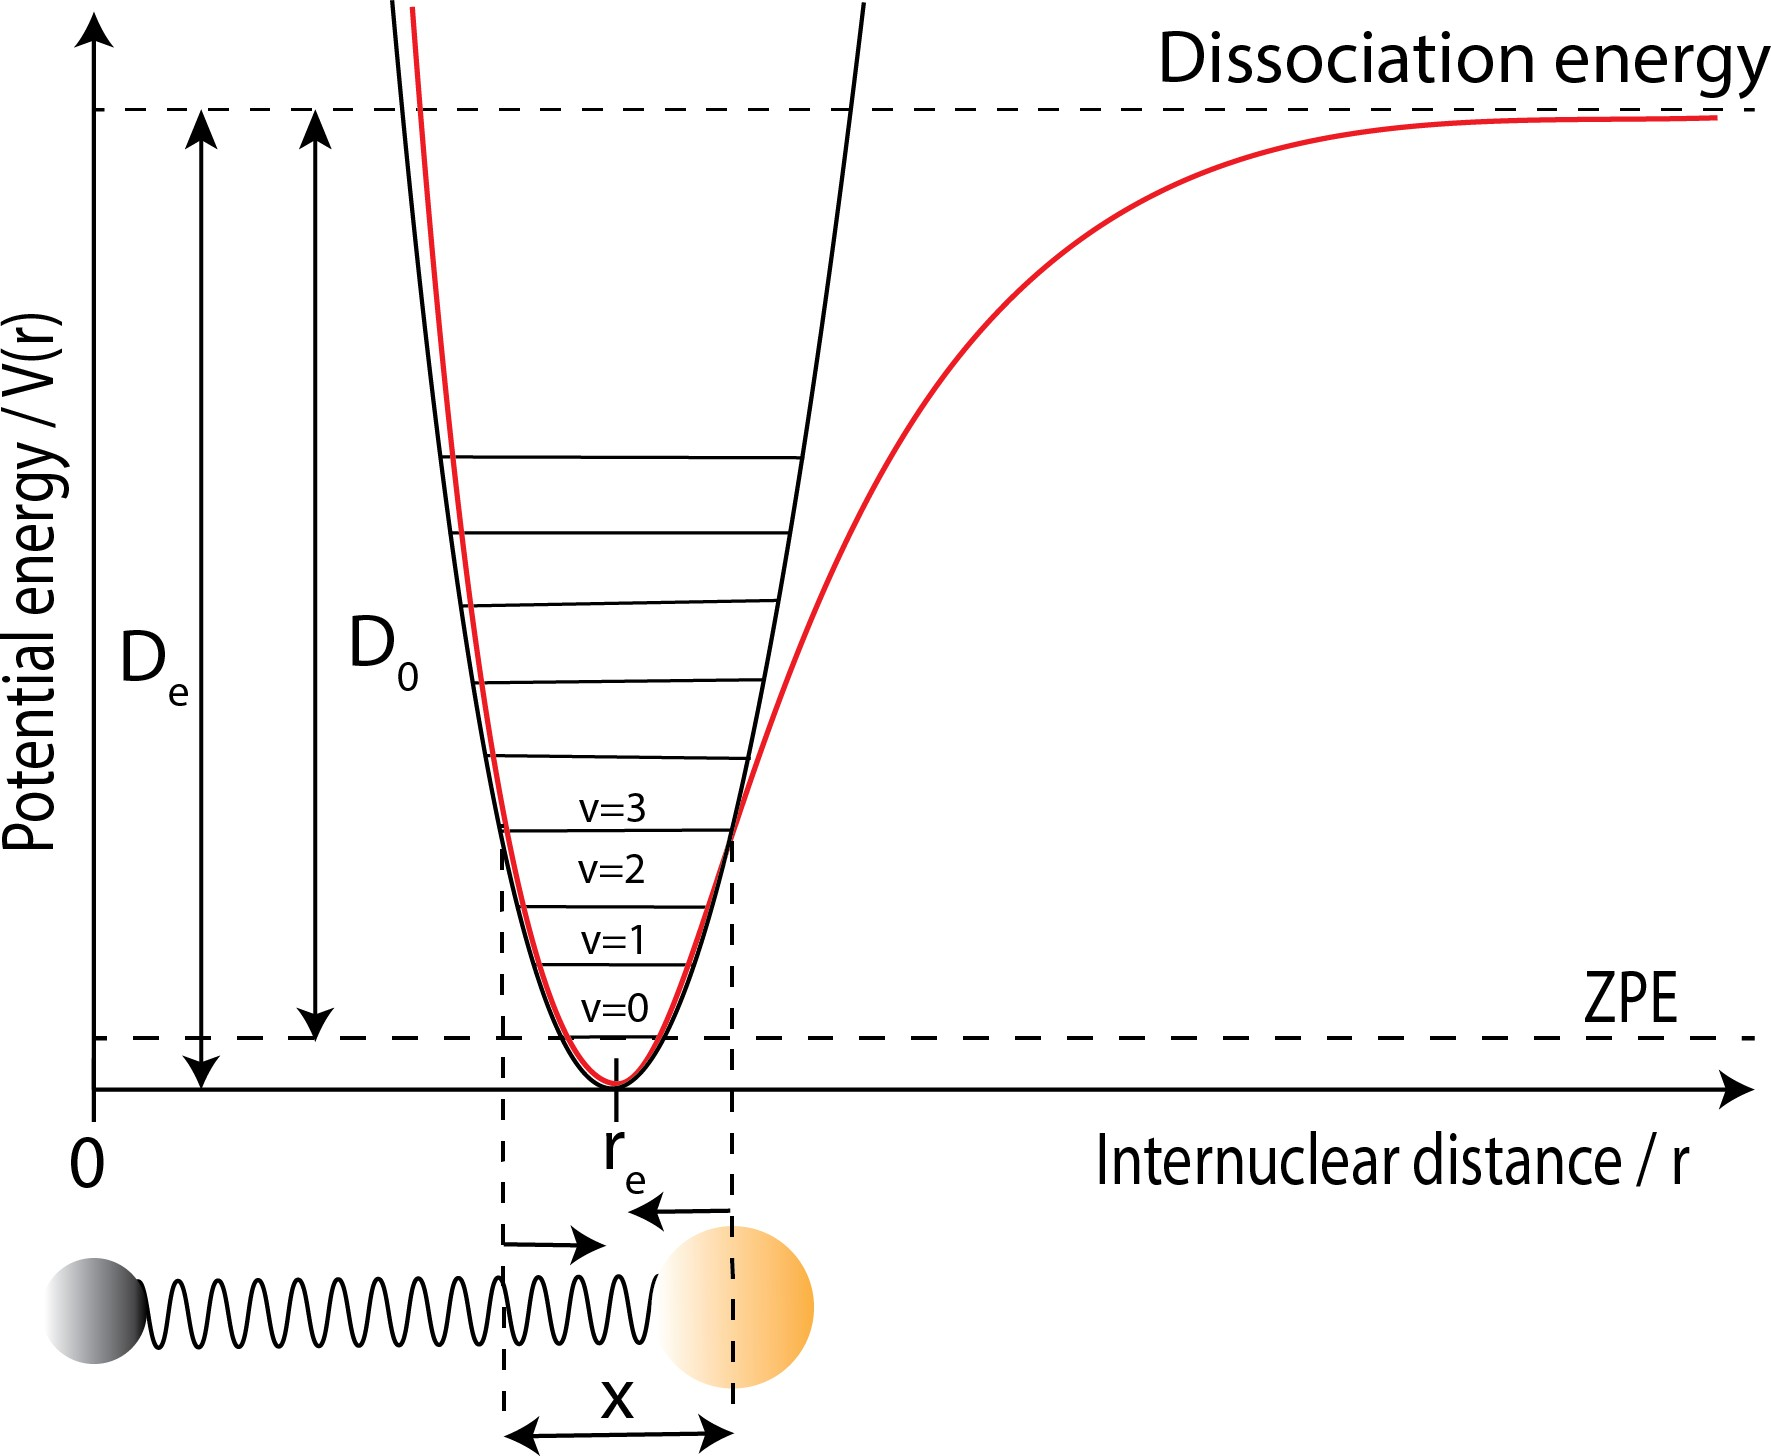 Dissociation energy
Potential energy / V(r)
De
D0
v=3
v=2
v=1
v=0
ZPE
0
re
Internuclear distance / r
x